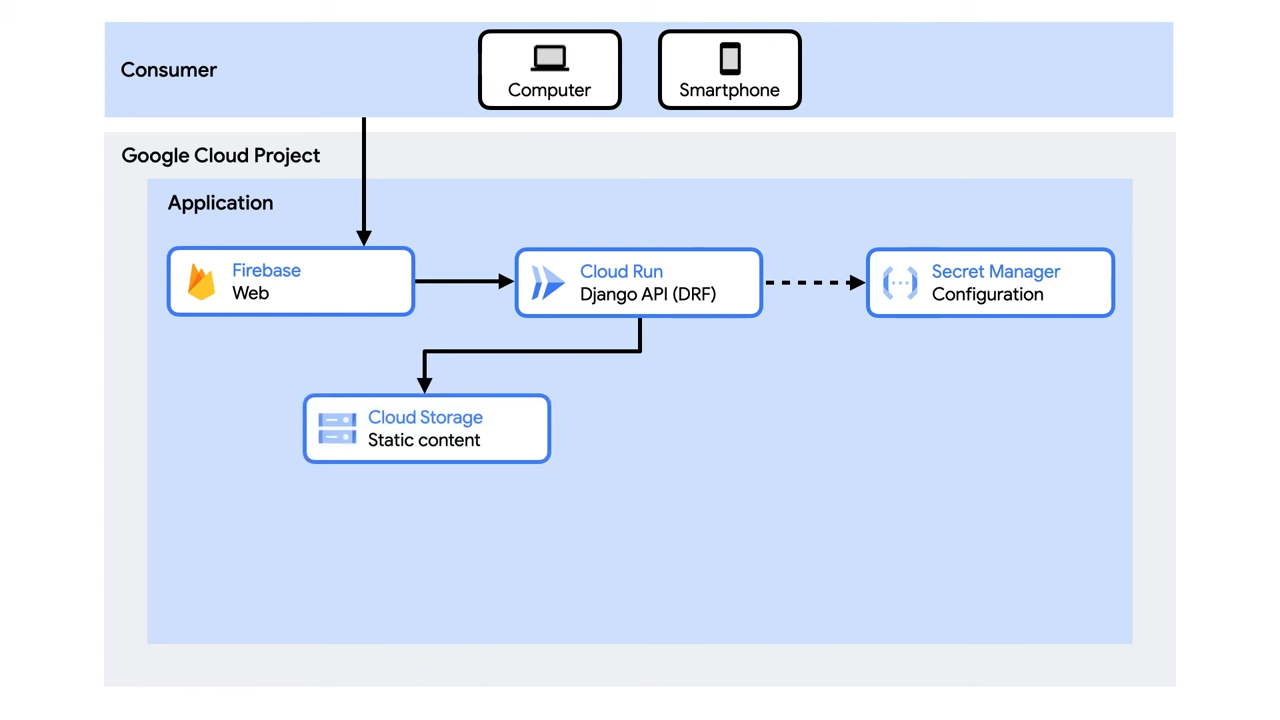 Consumer
Computer
Smartphone
Google Cloud Project
Application
Firebase
Web
Cloud Run
Django API (DRF)
Secret Manager
Configuration
Cloud Storage
Static content